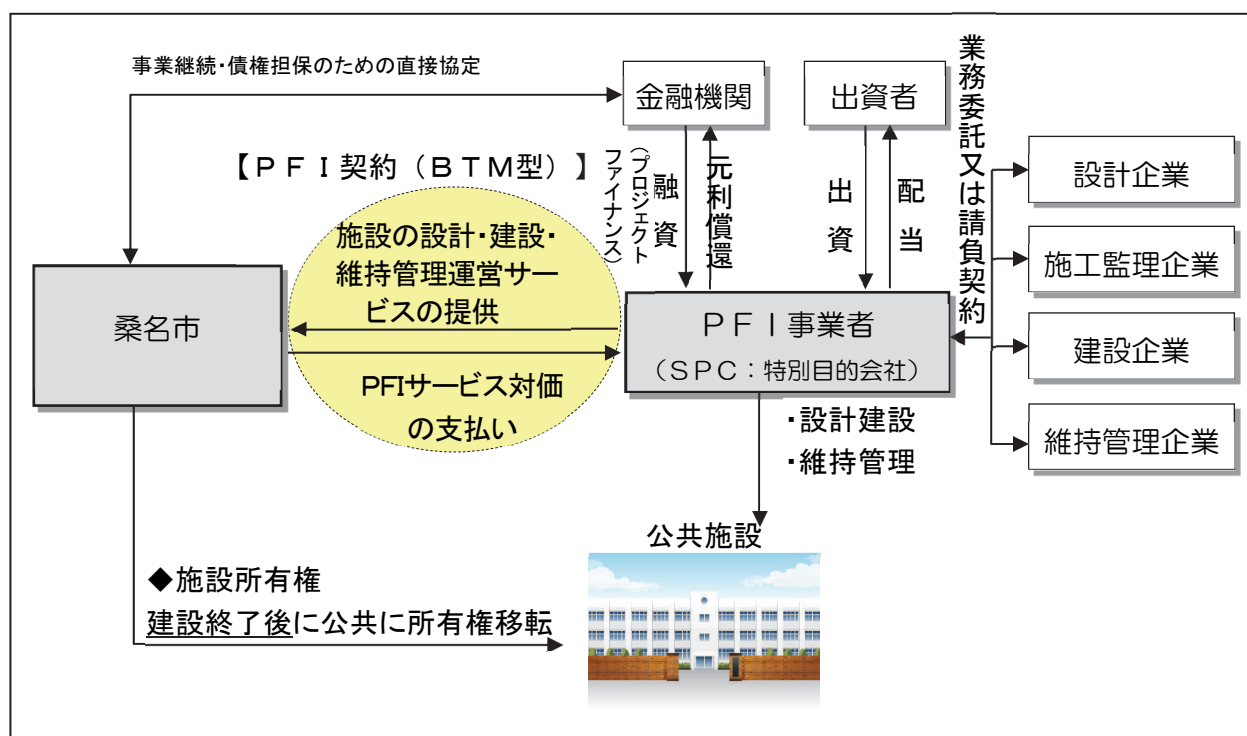 事業継続・債権担保のための直接協定
金融機関
出資者
業務委託又は請負契約
【ＰＦＩ契約（ＢＴＭ型）】
（プロジェクト
ファイナンス）
融資
元利償還
出資
配当
設計企業
施工監理企業
建設企業
維持管理企業
桑名市
施設の設計・建設・
維持管理運営サー
ビスの提供
PFIサービス対価
の支払い
ＰＦＩ事業者
（ＳＰＣ：特別目的会社）
・設計建設
・維持管理
公共施設
◆施設所有権
建設終了後に公共に所有権移転